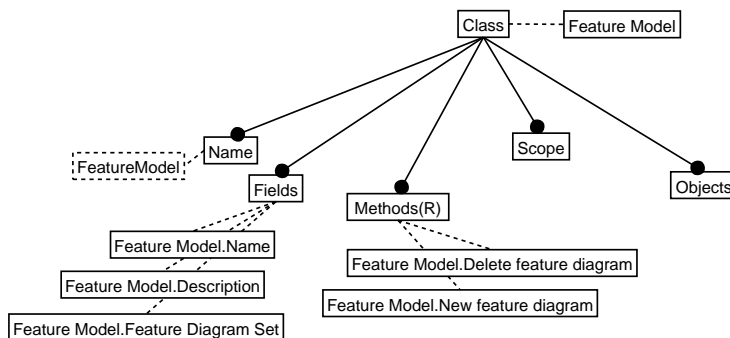 Class
Feature Model
Name
FeatureModel
Scope
Fields
Objects
Methods(R)
Feature Model.Name
Feature Model.Delete feature diagram
Feature Model.Description
Feature Model.New feature diagram
Feature Model.Feature Diagram Set